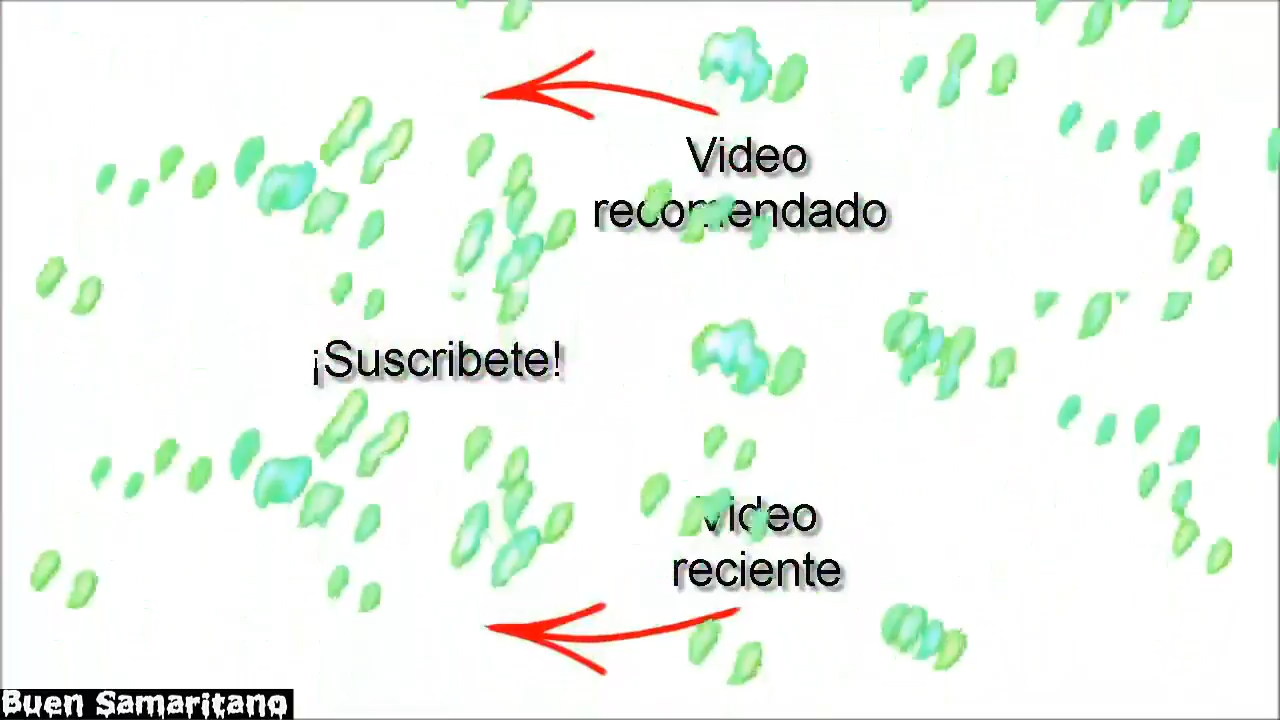 Video
recomendado
¡Suscribete!
Video
reciente
Buen Samaritano